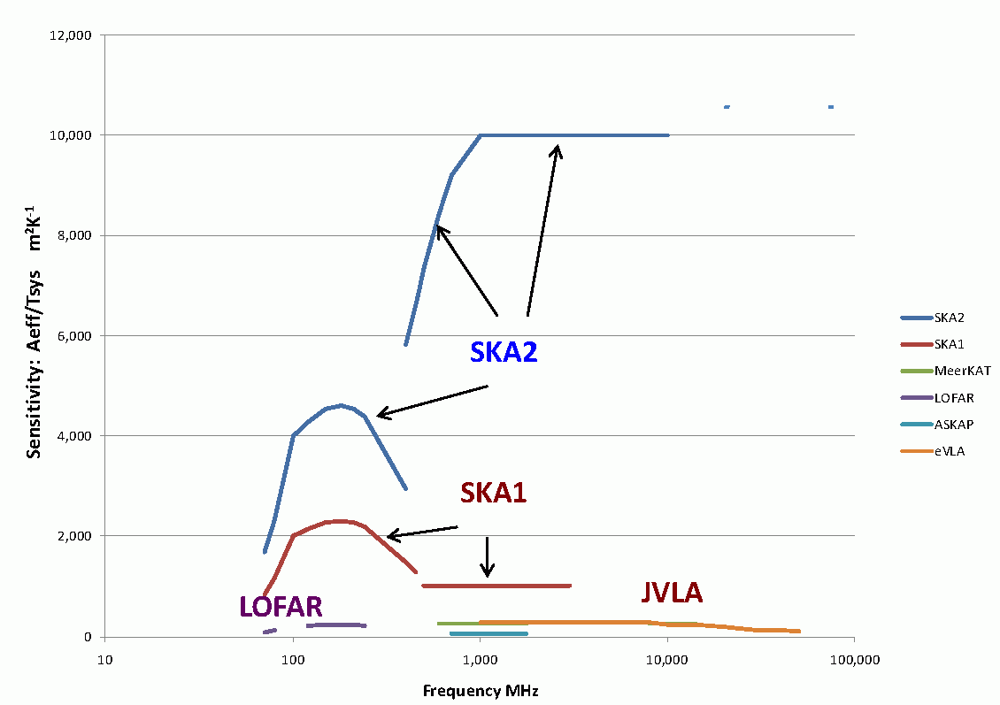 12,000
10,000
8,000
6,000
4,000
2,000
0
Sensitivity: Aeff/Tsys m²K⁻¹
SKA2
SKA1
LOFAR
JVLA
SKA2
SKA1
MeerKAT
LOFAR
ASKAP
eVLA
10 100 1,000 10,000 100,000
Frequency MHz